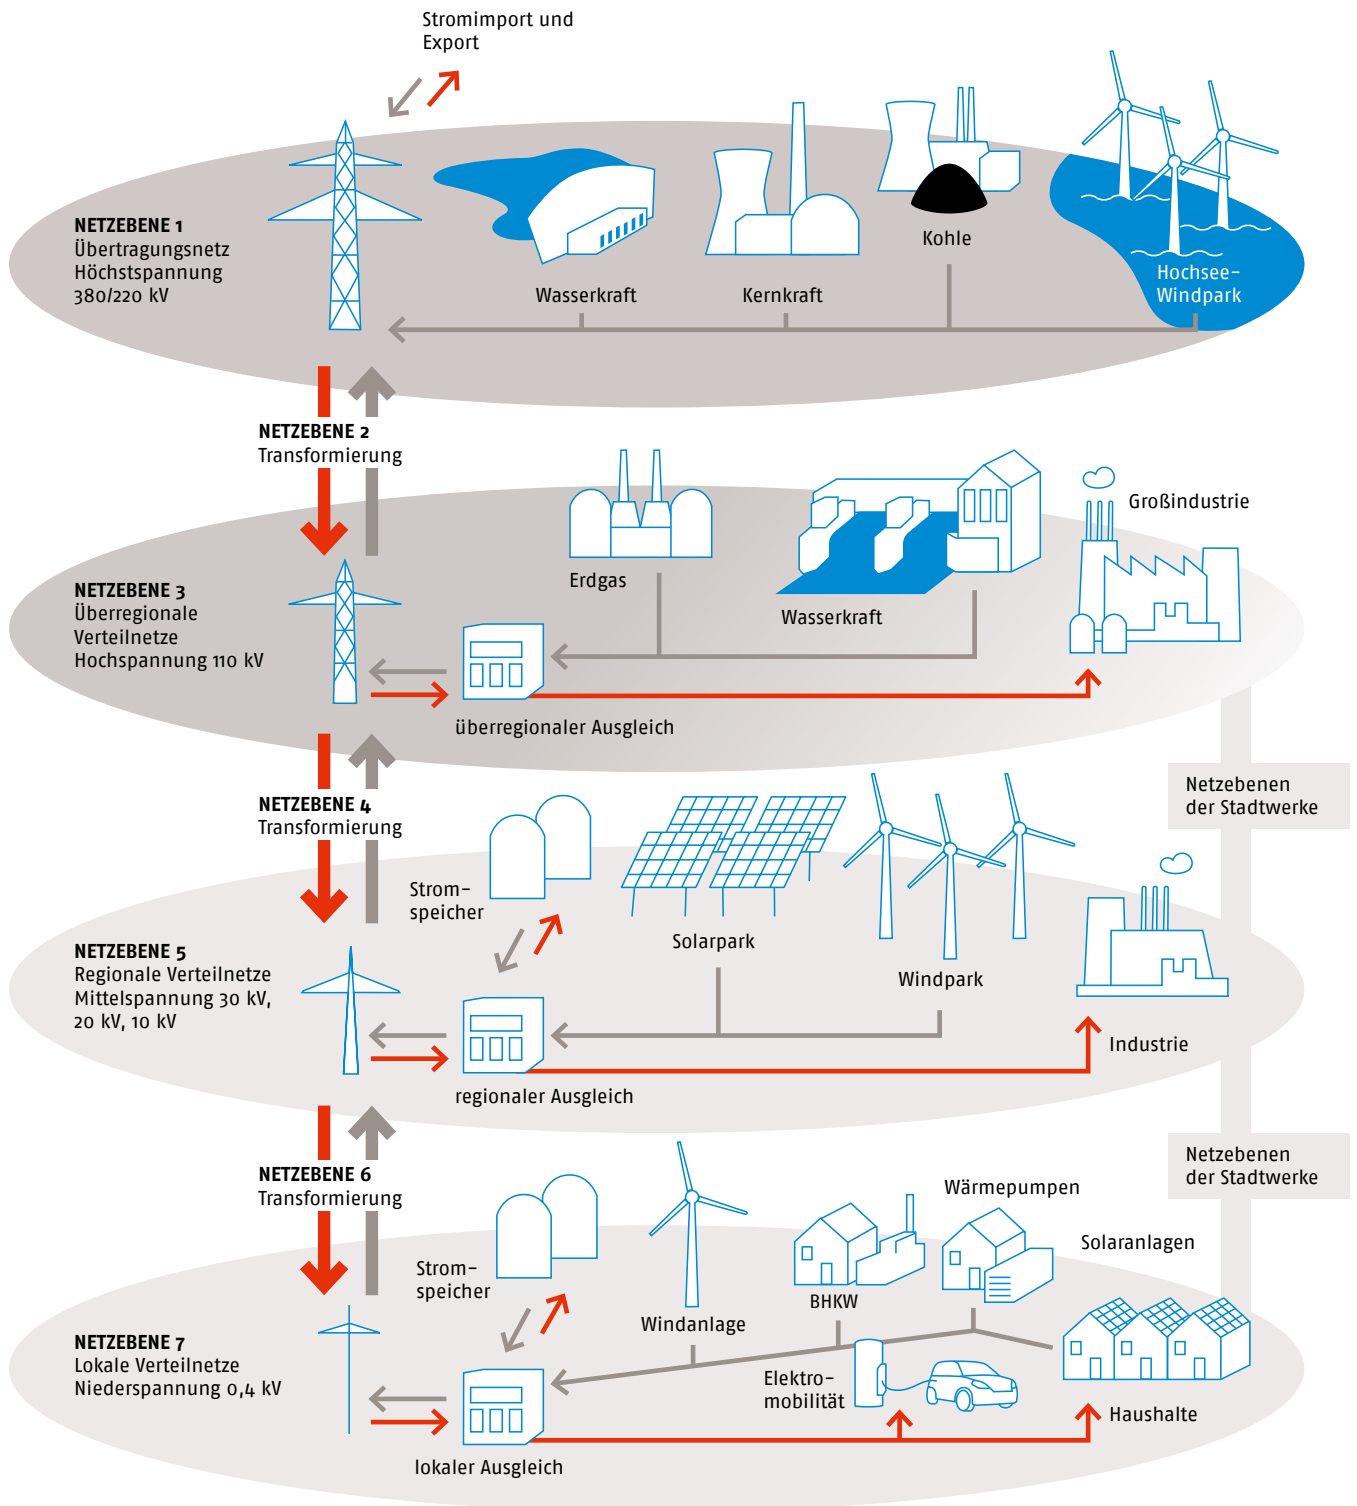 Stromimport und
Export
NETZEBENE 1
Übertragungsnetz
Höchstspannung
380/220 kV
Wasserkraft
Kernkraft
Kohle
Hochsee-
Windpark
NETZEBENE 2
Transformierung
NETZEBENE 3
Überregionale
Verteilnetze
Hochspannung 110 kV
Erdgas
Wasserkraft
Großindustrie
überregionaler Ausgleich
Netzebenen
der Stadtwerke
NETZEBENE 4
Transformierung
Strom-
speicher
Solarpark
Windpark
NETZEBENE 5
Regionale Verteilnetze
Mittelspannung 30 kV,
20 kV, 10 kV
Industrie
regionaler Ausgleich
Netzebenen
der Stadtwerke
NETZEBENE 6
Transformierung
Strom-
speicher
Windanlage
BHKW
Wärmepumpen
Solaranlagen
NETZEBENE 7
Lokale Verteilnetze
Niederspannung 0,4 kV
Elektro-
mobilität
Haushalte
lokaler Ausgleich